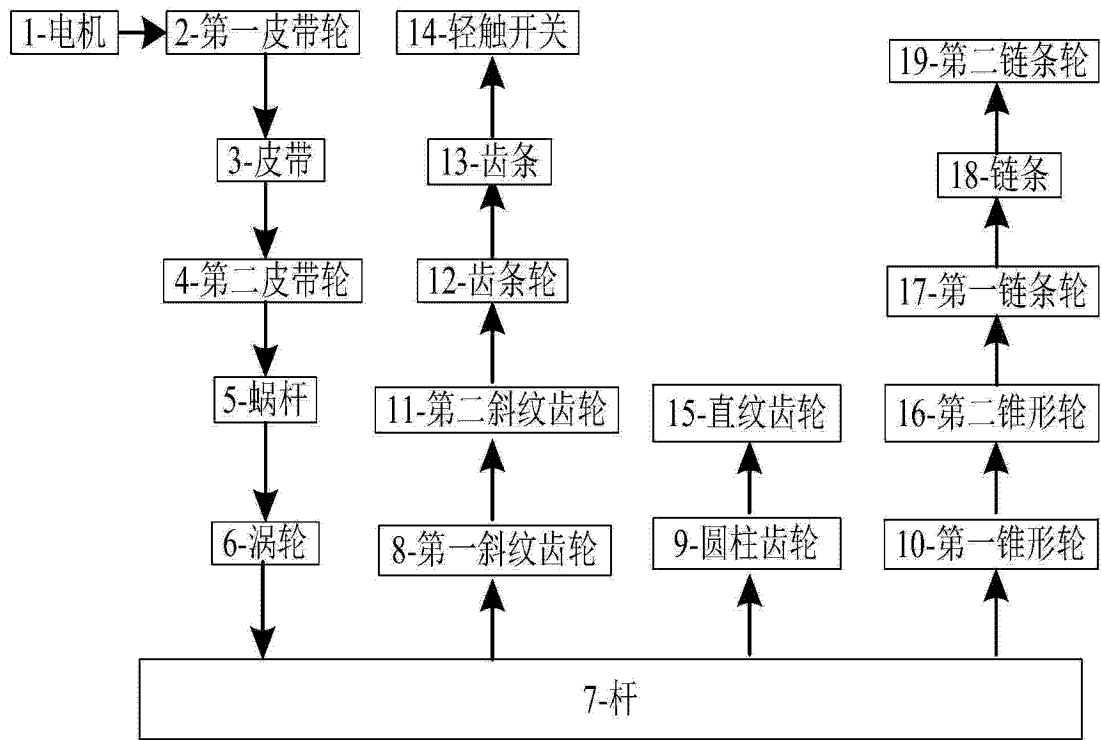 1-电机
2-第一皮带轮
3-皮带
4-第二皮带轮
5-蜗杆
6-涡轮
7-杆
14-轻触开关
13-齿条
12-齿条轮
11-第二斜纹齿轮
8-第一斜纹齿轮
15-直纹齿轮
9-圆柱齿轮
19-第二链条轮
18-链条
17-第一链条轮
16-第二锥形轮
10-第一锥形轮